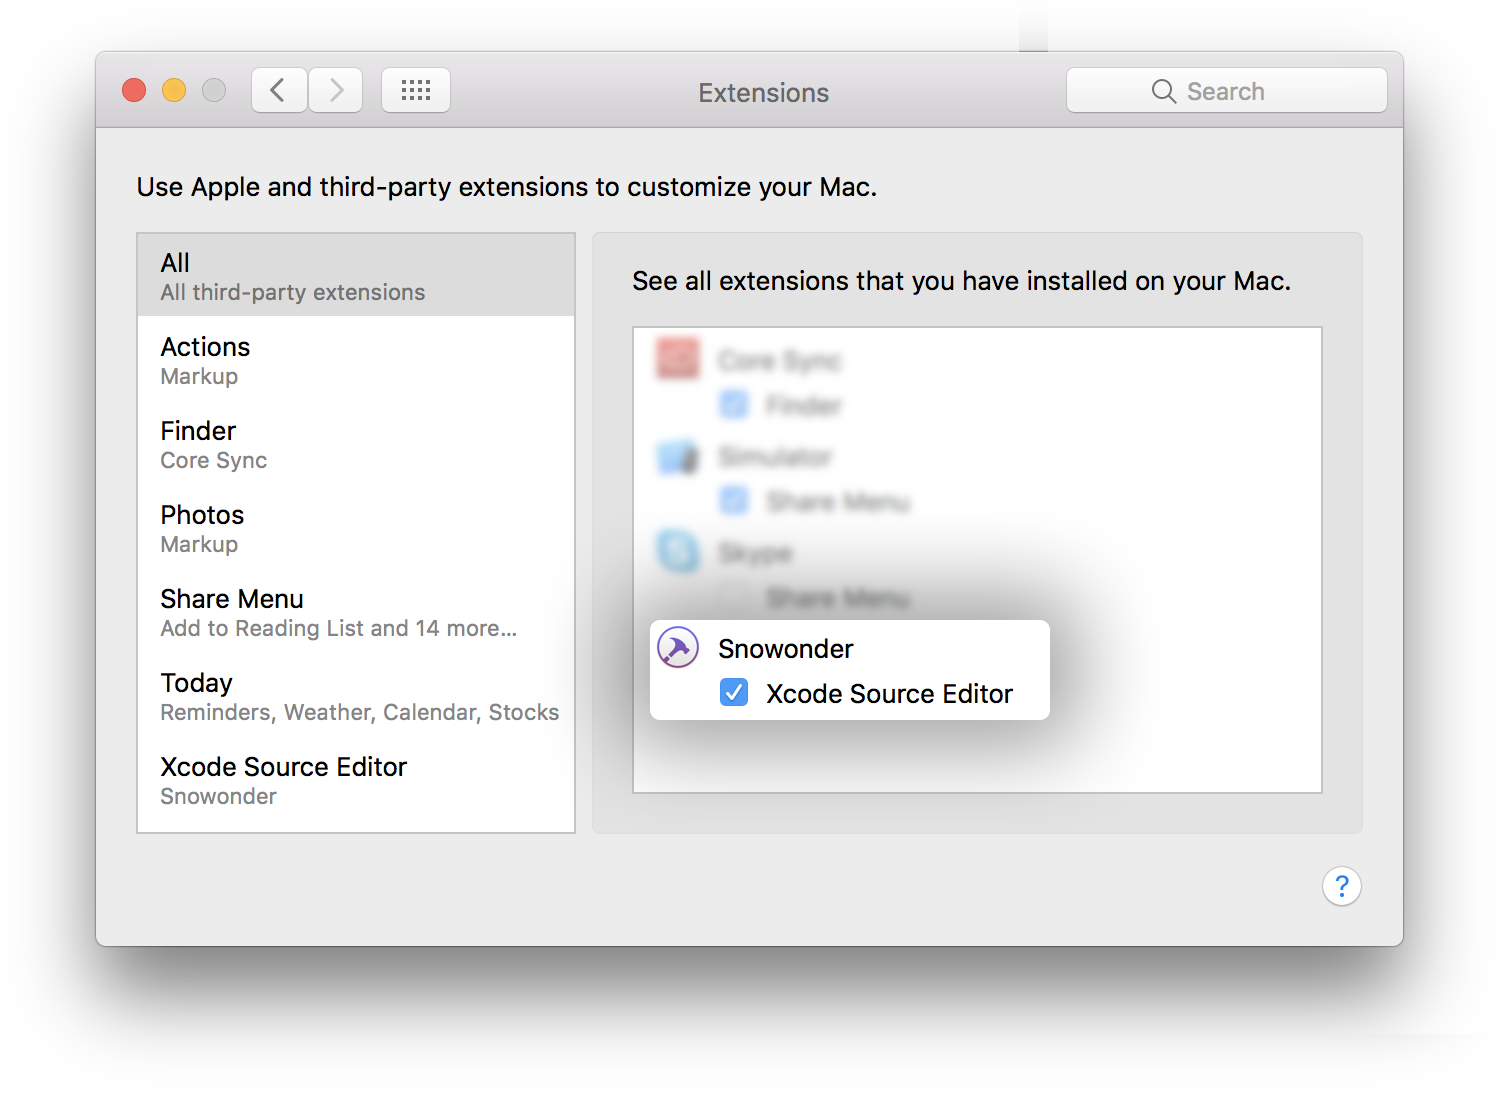 Extensions
Search
Use Apple and third-party extensions to customize your Mac.
All
All third-party extensions
Actions
Markup
Finder
Core Sync
Photos
Markup
Share Menu
Add to Reading List and 14 more...
Today
Reminders, Weather, Calendar, Stocks
Xcode Source Editor
Snowonder
See all extensions that you have installed on your Mac.
Core Sync
Finder
Simulator
Share Menu
Skype
Share Menu
Snowonder
Xcode Source Editor
?